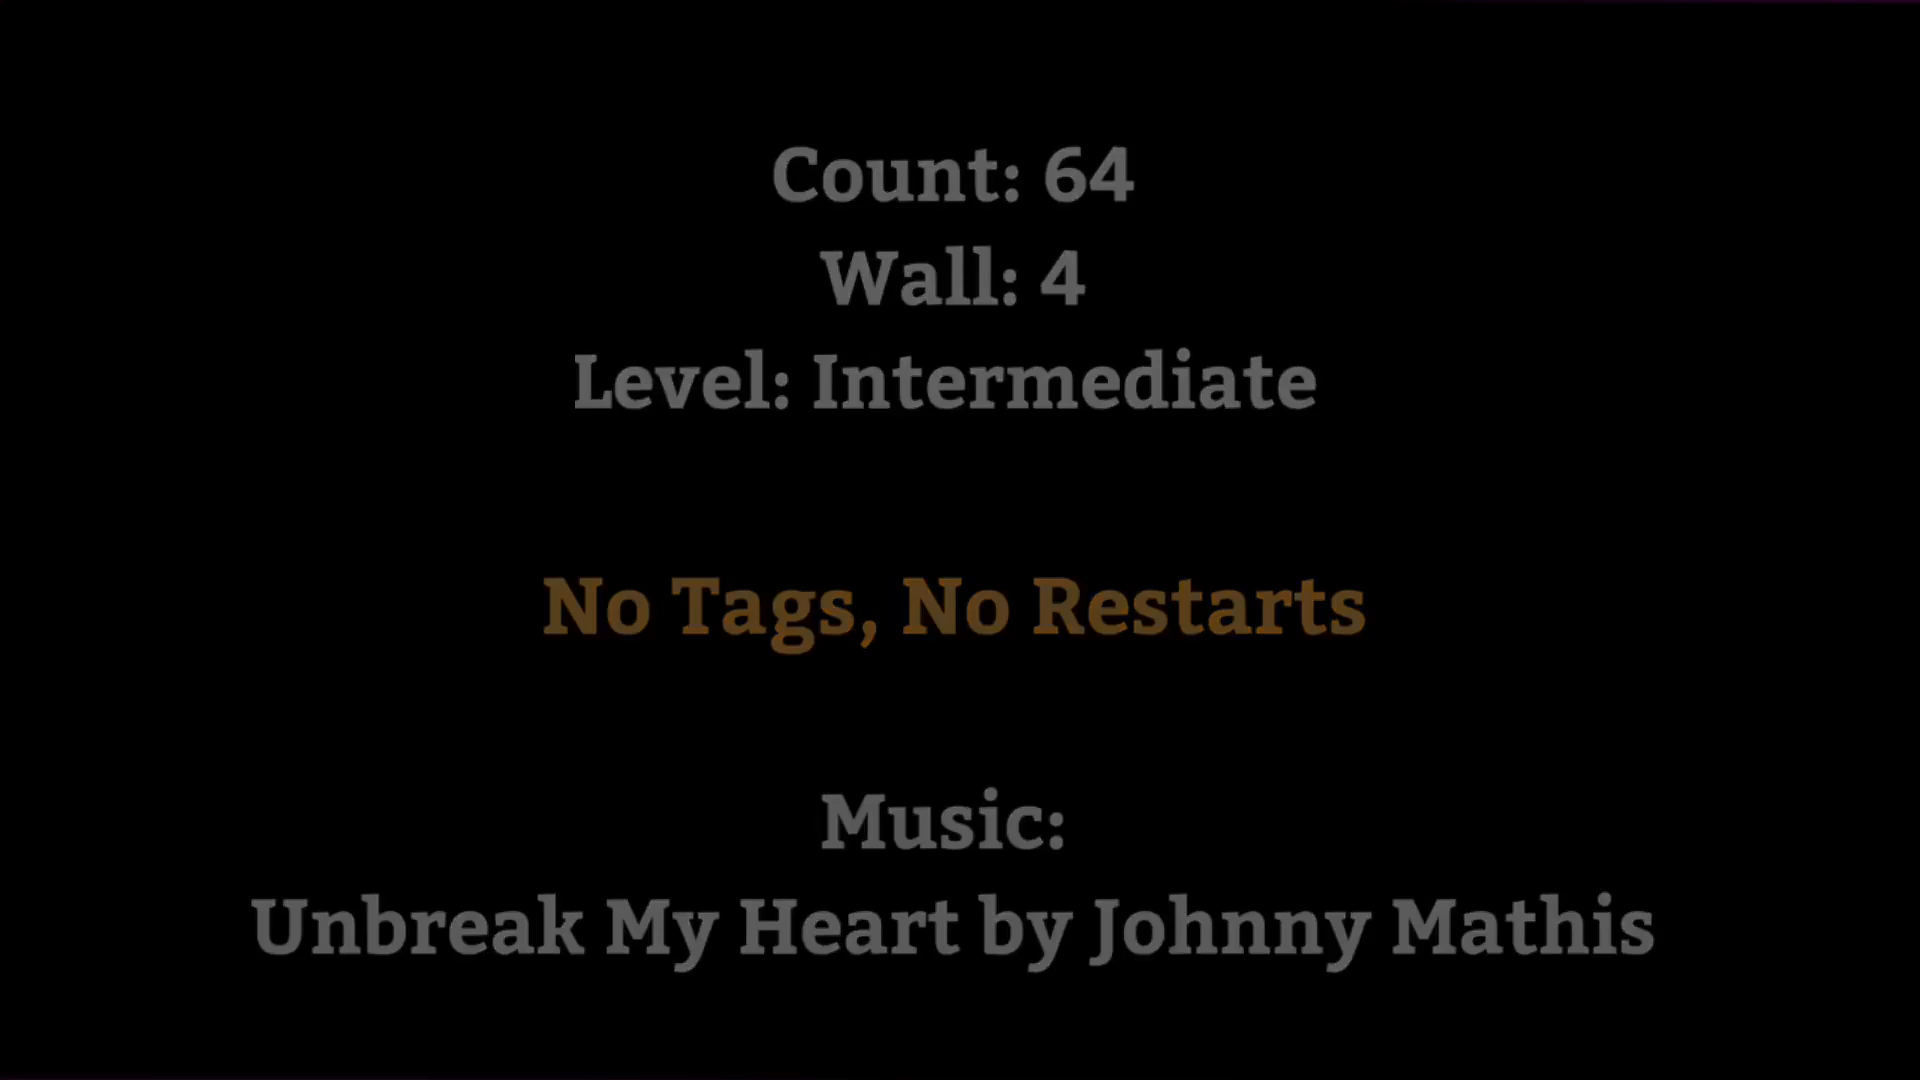 Count: 64
Wall: 4
Level: Intermediate
No Tags, No Restarts
Music:
Unbreak My Heart by Johnny Mathis